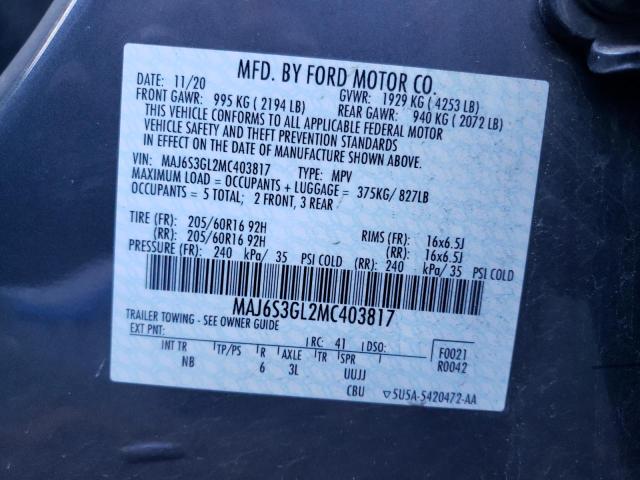 MFD. BY FORD MOTOR CO.
DATE: 11/20 GVWR: 1929 KG ( 4253 LB)
FRONT GAWR: 995 KG ( 2194 LB) REAR GAWR: 940 KG ( 2072 LB)
THIS VEHICLE CONFORMS TO ALL APPLICABLE FEDERAL MOTOR
VEHICLE SAFETY AND THEFT PREVENTION STANDARDS
IN EFFECT ON THE DATE OF MANUFACTURE SHOWN ABOVE.
VIN: MAJ6S3GL2MC403817 TYPE: MPV
MAXIMUM LOAD = OCCUPANTS + LUGGAGE = 375KG/ 827LB
OCCUPANTS = 5 TOTAL; 2 FRONT, 3 REAR
TIRE (FR): 205/60R16 92H RIMS (FR): 16x6.5J
(RR): 205/60R16 92H (RR): 16x6.5J
PRESSURE (FR): 240 kPa/ 35 PSI COLD (RR): 240 kPa/ 35 PSI COLD
MAJ6S3GL2MC403817
TRAILER TOWING - SEE OWNER GUIDE
EXT PNT: RC: 41 DSO: F0021
INT TR TP/PS R AXLE TR SPR R0042
NB 6 3L UUJJ
CBU ▽5U5A-5420472-AA